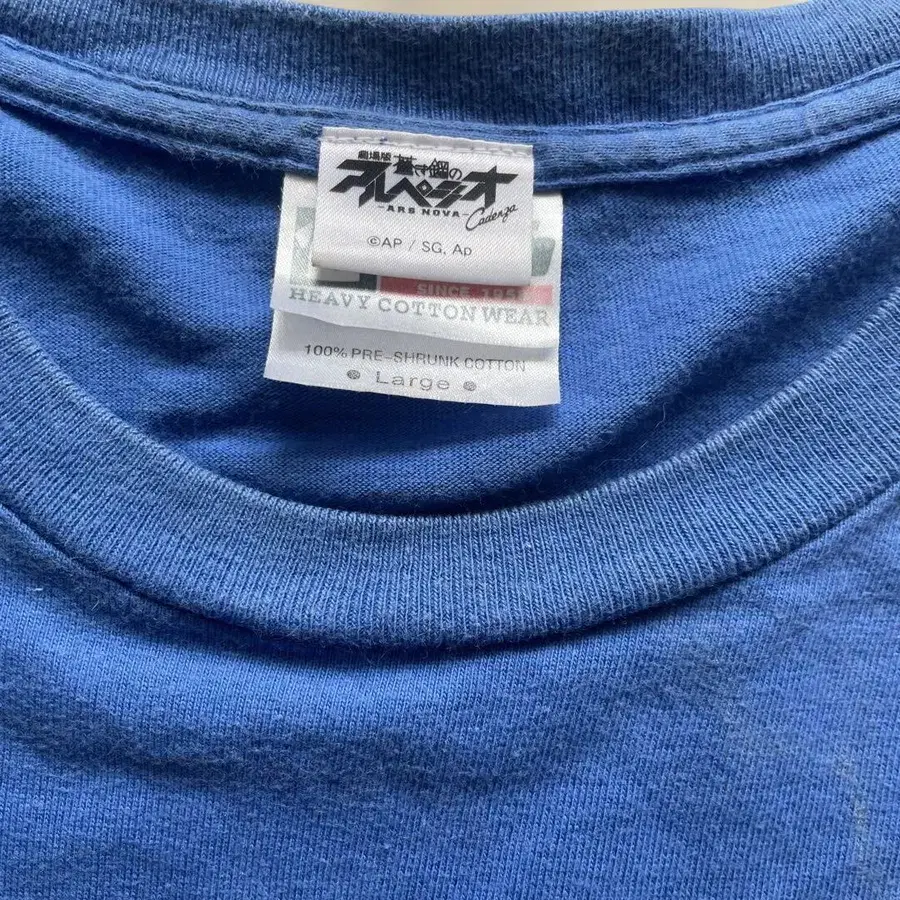 劇場版 蒼き鋼の
アルペジオ
-ARS NOVA-
Cadenza
©AP / SG, Ap
SINCE 195
HEAVY COTTON WEAR
100% PRE-SHRUNK COTTON
Large